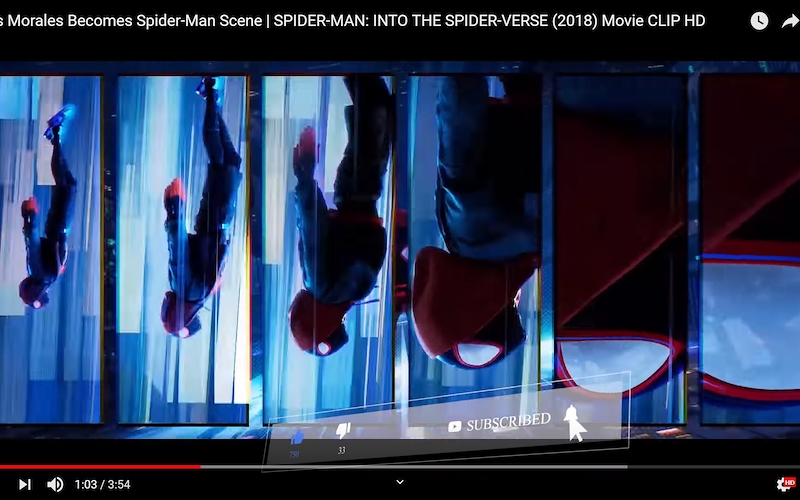 s Morales Becomes Spider-Man Scene | SPIDER-MAN: INTO THE SPIDER-VERSE (2018) Movie CLIP HD
SUBSCRIBED
33
1:03 / 3:54
HD